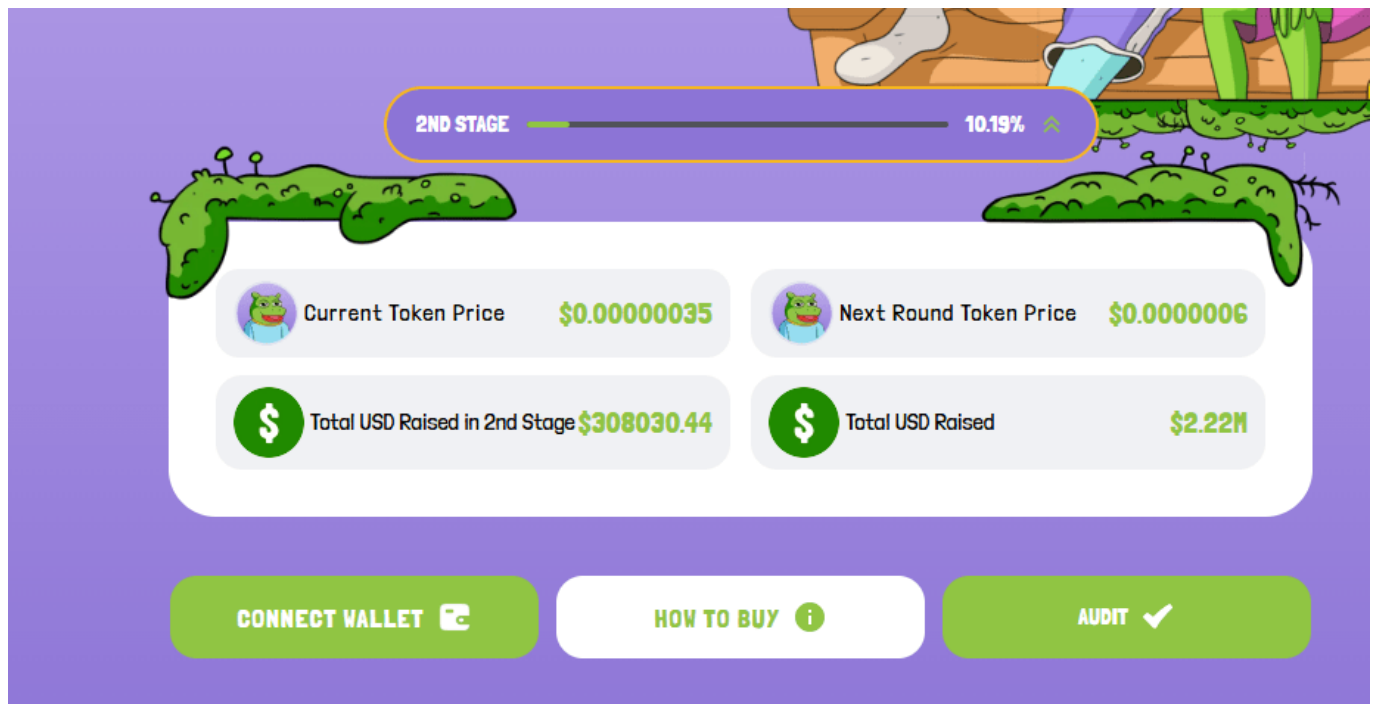 2ND STAGE 10.19%
Current Token Price $0.00000035
Next Round Token Price $0.0000006
Total USD Raised in 2nd Stage $308030.44
Total USD Raised $2.22M
CONNECT WALLET
HOW TO BUY
AUDIT